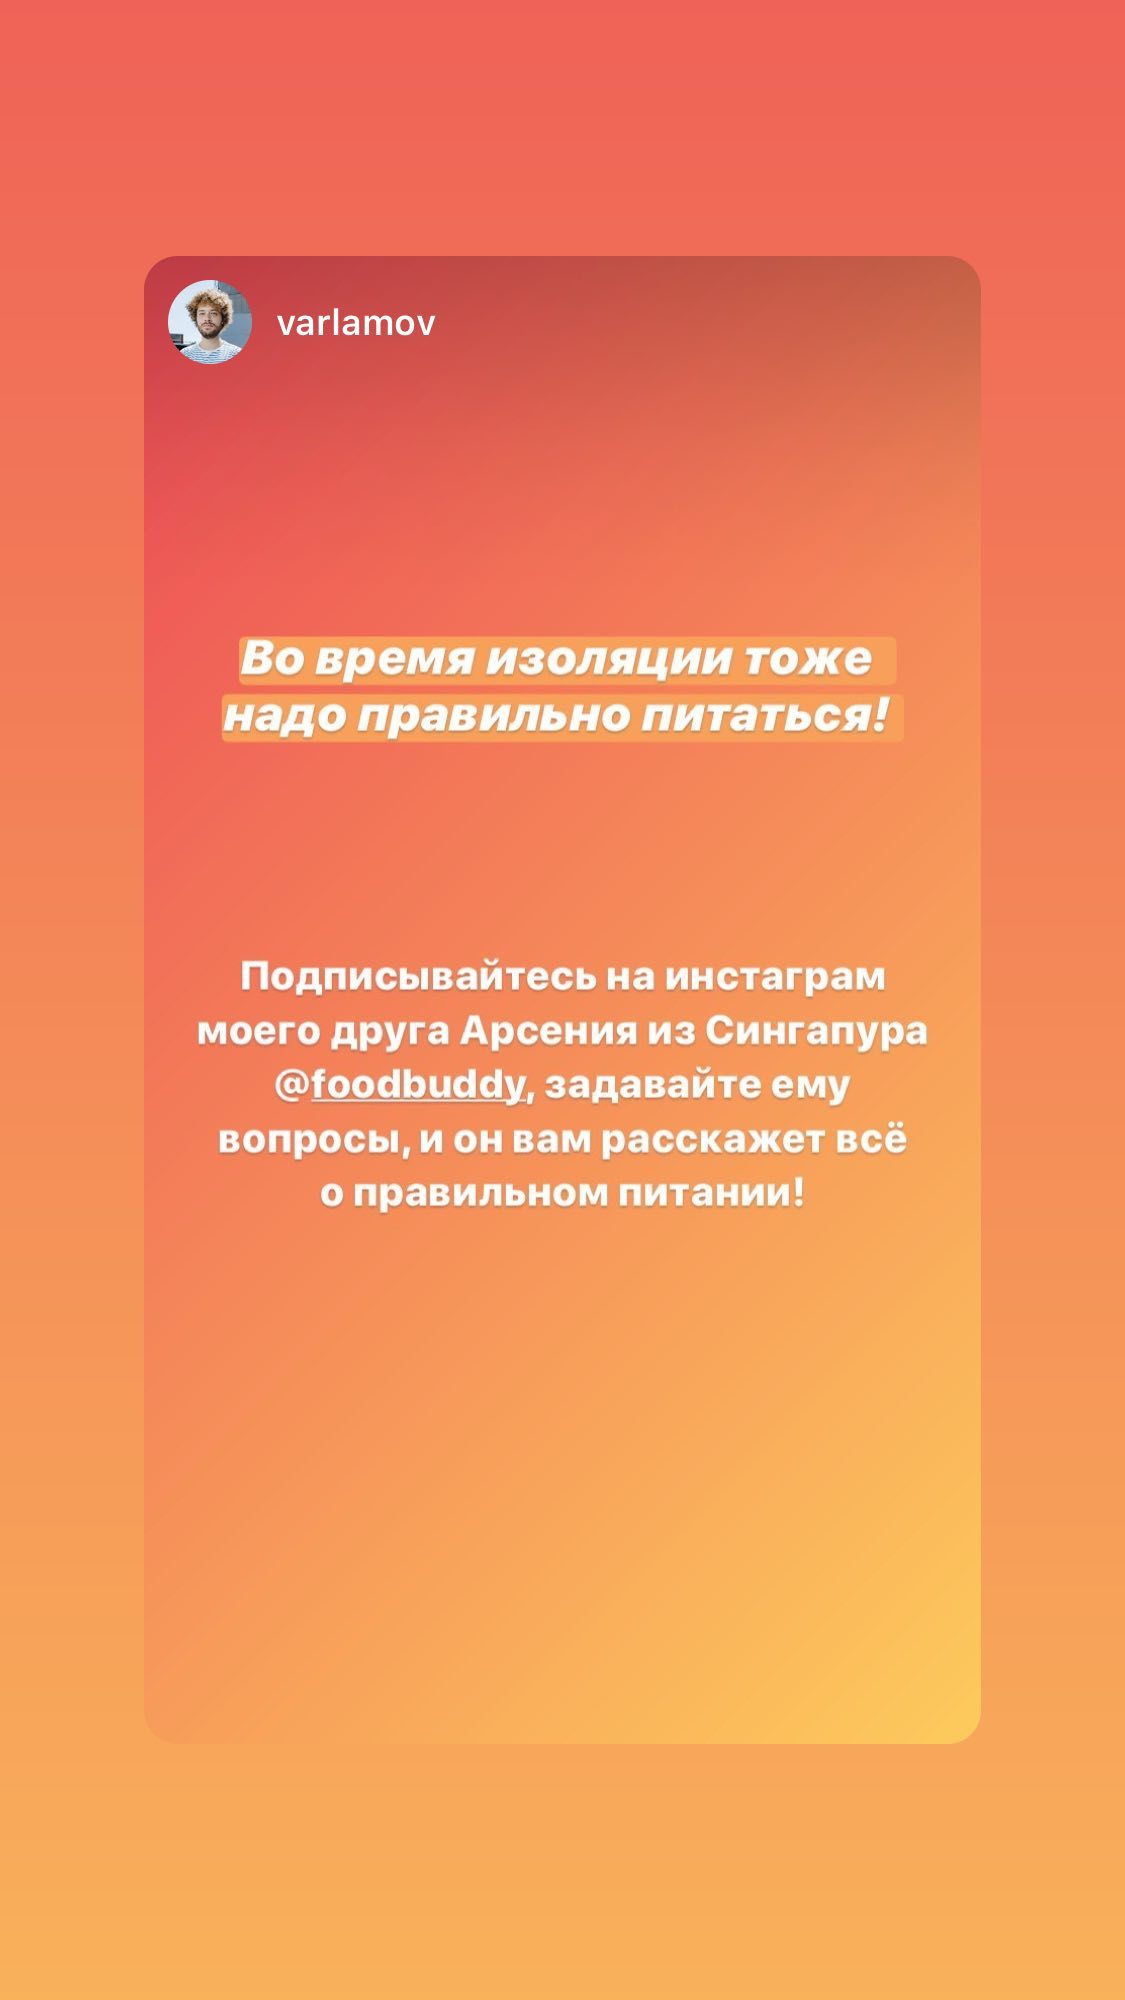 varlamov
Во время изоляции тоже
надо правильно питаться!
Подписывайтесь на инстаграм
моего друга Арсения из Сингапура
@foodbuddy, задавайте ему
вопросы, и он вам расскажет всё
о правильном питании!